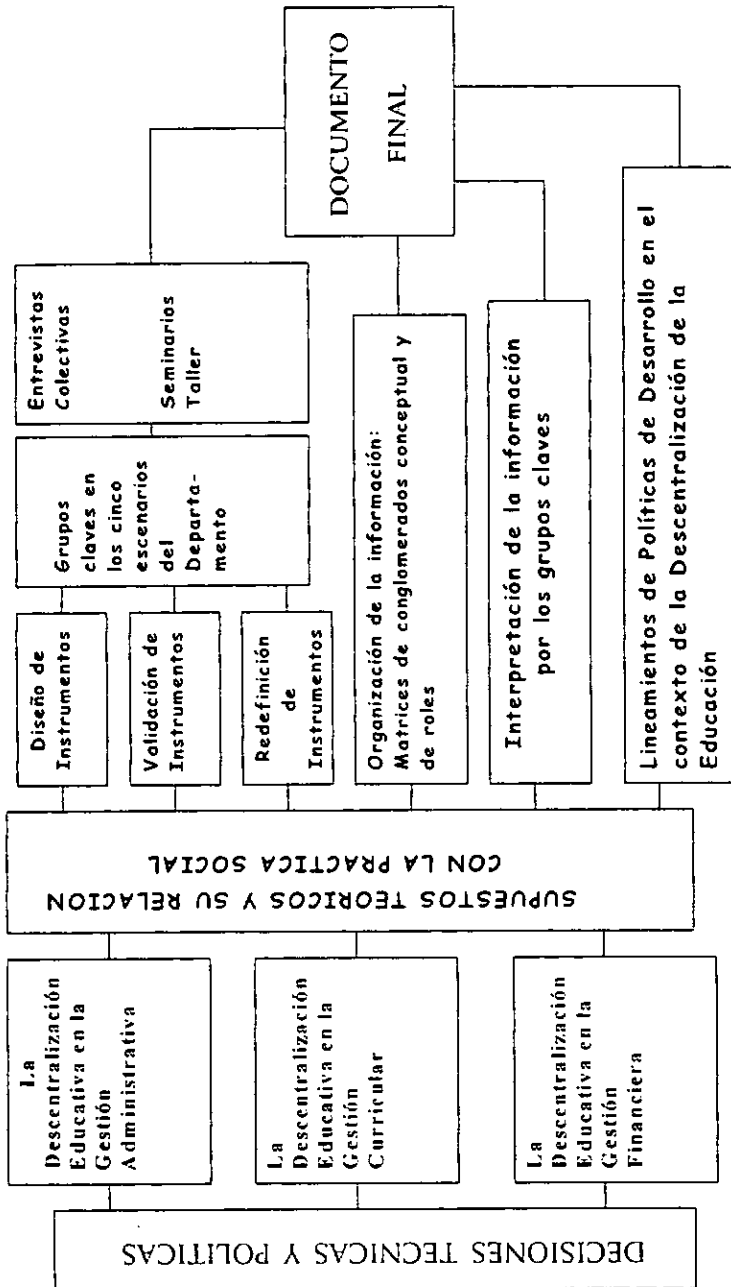 DECISIONES TECNICAS Y POLITICAS
La
Descentralización
Educativa en la
Gestión
Administrativa
La
Descentralización
Educativa en la
Gestión
Curricular
La
Descentralización
Educativa en la
Gestión
Financiera
SUPUESTOS TEORICOS Y SU RELACION
CON LA PRACTICA SOCIAL
Diseño de
Instrumentos
Validación de
Instrumentos
Redefinición
de
Instrumentos
Grupos
claves en
los cinco
escenarios
del
Departa-
mento
Entrevistas
Colectivas
Seminarios
Taller
Organización de la información:
Matrices de conglomerados conceptual y
de roles
Interpretación de la información
por los grupos claves
Lineamientos de Políticas de Desarrollo en el
contexto de la Descentralización de la
Educación
DOCUMENTO
FINAL